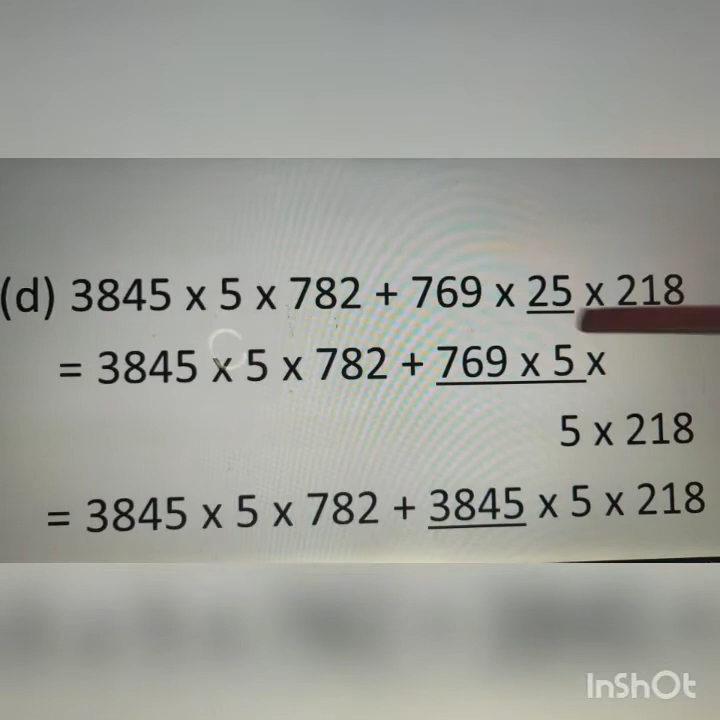 (d) 3845 x 5 x 782 + 769 x 25 x 218
= 3845 x 5 x 782 + 769 x 5 x
5 x 218
= 3845 x 5 x 782 + 3845 x 5 x 218
InShOt